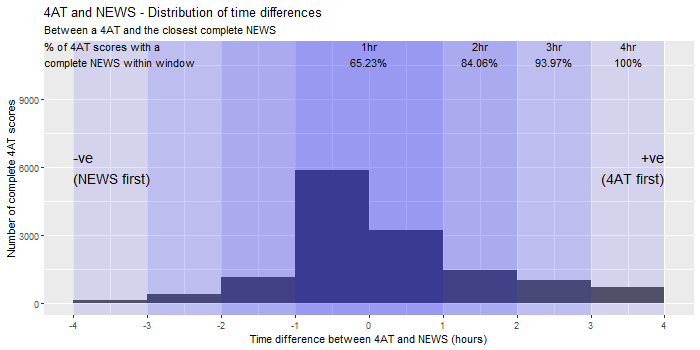 4AT and NEWS - Distribution of time differences
Between a 4AT and the closest complete NEWS
% of 4AT scores with a
complete NEWS within window
1hr
65.23%
2hr
84.06%
3hr
93.97%
4hr
100%
Number of complete 4AT scores
9000
6000
3000
0
-ve
(NEWS first)
+ve
(4AT first)
-4 -3 -2 -1 0 1 2 3 4
Time difference between 4AT and NEWS (hours)